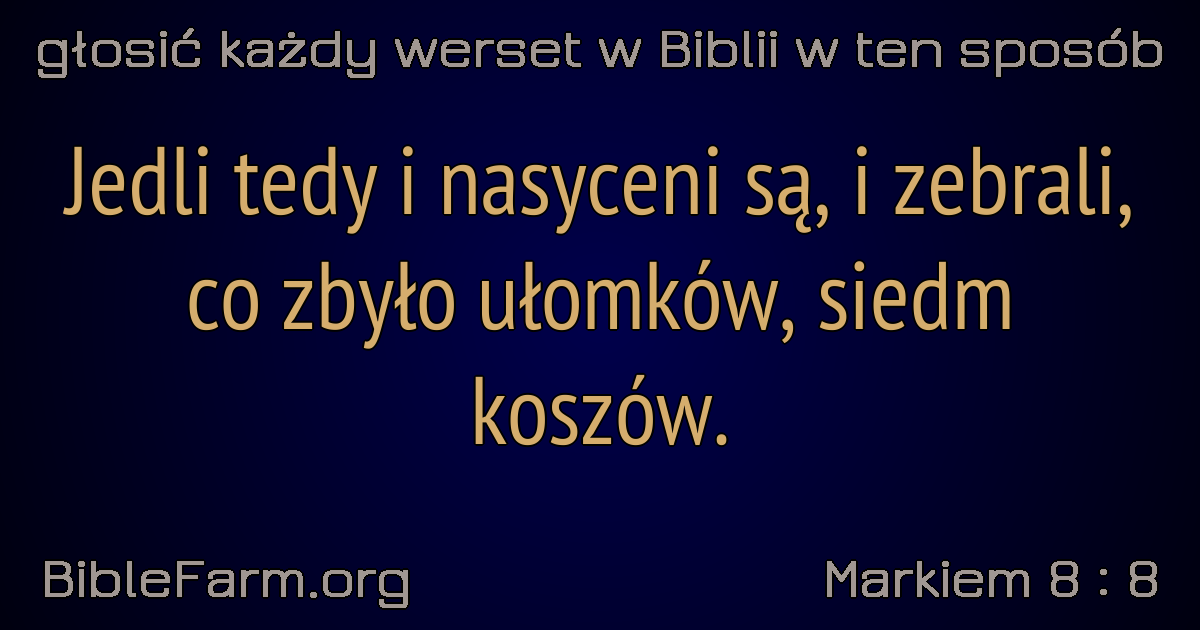 głosić każdy werset w Biblii w ten sposób
Jedli tedy i nasyceni są, i zebrali,
co zbyło ułomków, siedm
koszów.
BibleFarm.org
Markiem 8 : 8